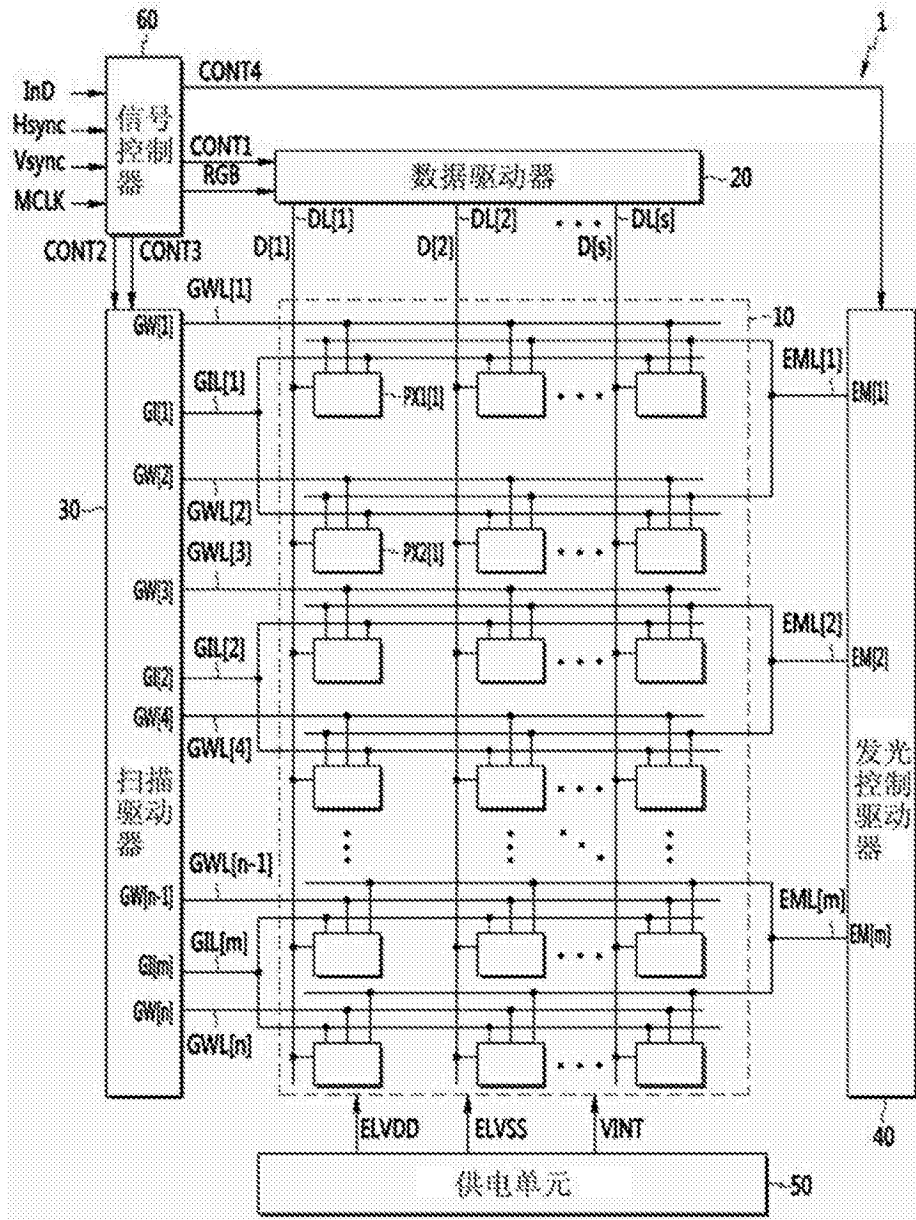 60
1
CONT4
InD
Hsync
Vsync
MCLK
信号控制器
CONT1
RGB
数据驱动器
20
CONT2
CONT3
D[1]
DL[1]
D[2]
DL[2]
D[s]
DL[s]
GWL[1]
10
GW[1]
GIL[1]
EML[1]
PX1[1]
EM[1]
GI[1]
GW[2]
30
GWL[2]
PX2[1]
GWL[3]
GW[3]
GIL[2]
EML[2]
GI[2]
EM[2]
GW[4]
GWL[4]
扫描驱动器
发光控制驱动器
GWL[n-1]
GW[n-1]
EML[m]
GIL[m]
EM[m]
GI[m]
GW[n]
GWL[n]
ELVDD
ELVSS
VINT
40
供电单元
50